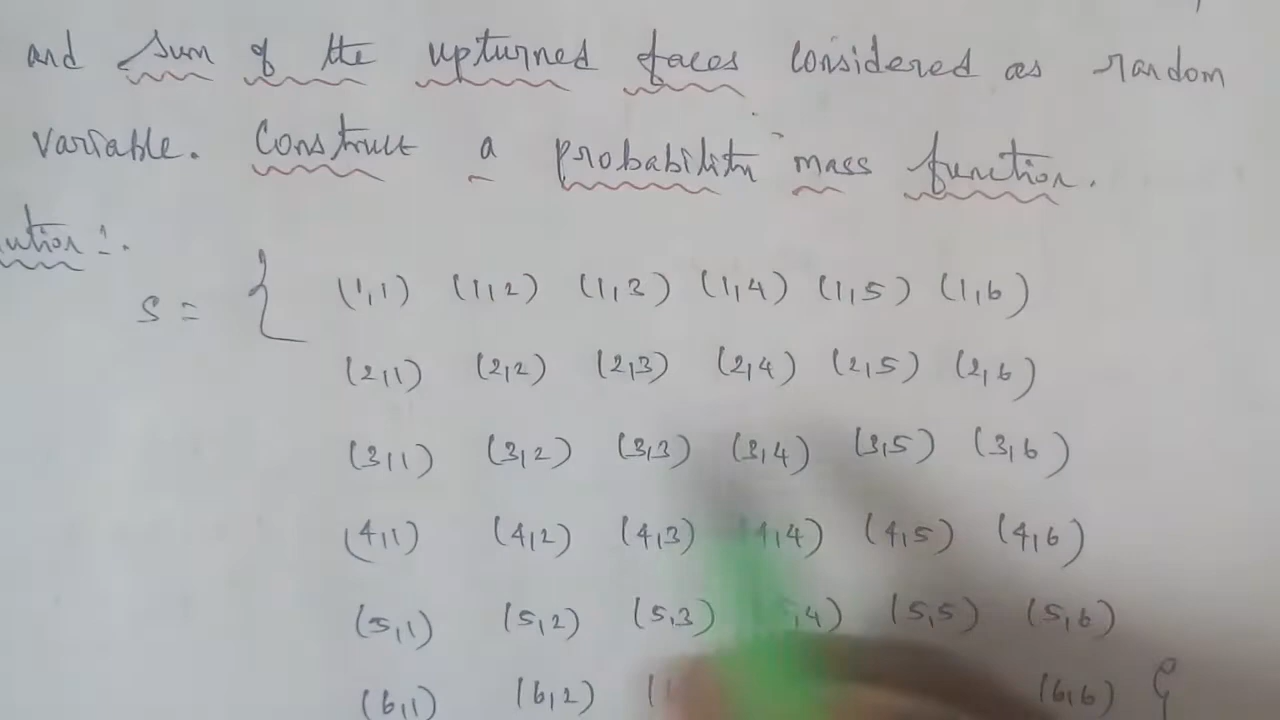 and Sum of the upturned faces considered as random
variable. Construct a probability mass function.
ution :.
S = { (1,1) (1,2) (1,3) (1,4) (1,5) (1,6)
(2,1) (2,2) (2,3) (2,4) (2,5) (2,6)
(3,1) (3,2) (3,3) (3,4) (3,5) (3,6)
(4,1) (4,2) (4,3) 4,4) (4,5) (4,6)
(5,1) (5,2) (5,3) ,4) (5,5) (5,6)
(6,1) (6,2) ( (6,6) }